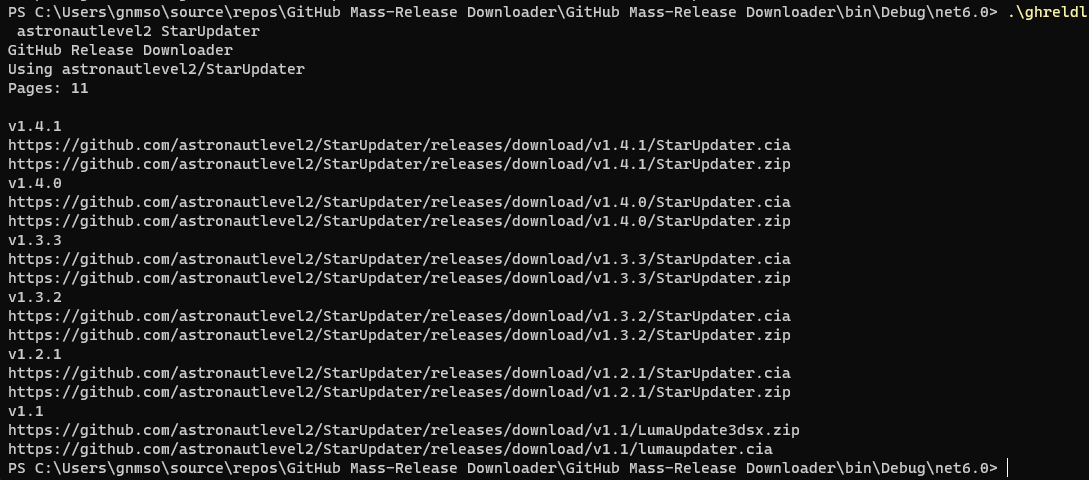 PS C:\Users\gnmso\source\repos\GitHub Mass-Release Downloader\GitHub Mass-Release Downloader\bin\Debug\net6.0> .\ghreldl
 astronautlevel2 StarUpdater
GitHub Release Downloader
Using astronautlevel2/StarUpdater
Pages: 11

v1.4.1
https://github.com/astronautlevel2/StarUpdater/releases/download/v1.4.1/StarUpdater.cia
https://github.com/astronautlevel2/StarUpdater/releases/download/v1.4.1/StarUpdater.zip
v1.4.0
https://github.com/astronautlevel2/StarUpdater/releases/download/v1.4.0/StarUpdater.cia
https://github.com/astronautlevel2/StarUpdater/releases/download/v1.4.0/StarUpdater.zip
v1.3.3
https://github.com/astronautlevel2/StarUpdater/releases/download/v1.3.3/StarUpdater.cia
https://github.com/astronautlevel2/StarUpdater/releases/download/v1.3.3/StarUpdater.zip
v1.3.2
https://github.com/astronautlevel2/StarUpdater/releases/download/v1.3.2/StarUpdater.cia
https://github.com/astronautlevel2/StarUpdater/releases/download/v1.3.2/StarUpdater.zip
v1.2.1
https://github.com/astronautlevel2/StarUpdater/releases/download/v1.2.1/StarUpdater.cia
https://github.com/astronautlevel2/StarUpdater/releases/download/v1.2.1/StarUpdater.zip
v1.1
https://github.com/astronautlevel2/StarUpdater/releases/download/v1.1/LumaUpdate3dsx.zip
https://github.com/astronautlevel2/StarUpdater/releases/download/v1.1/lumaupdater.cia
PS C:\Users\gnmso\source\repos\GitHub Mass-Release Downloader\GitHub Mass-Release Downloader\bin\Debug\net6.0>